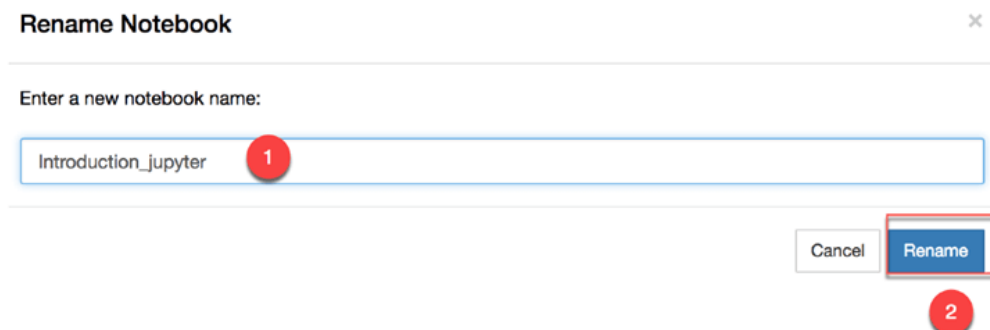 Rename Notebook ×
Enter a new notebook name:
Introduction_jupyter 1
Cancel Rename
2